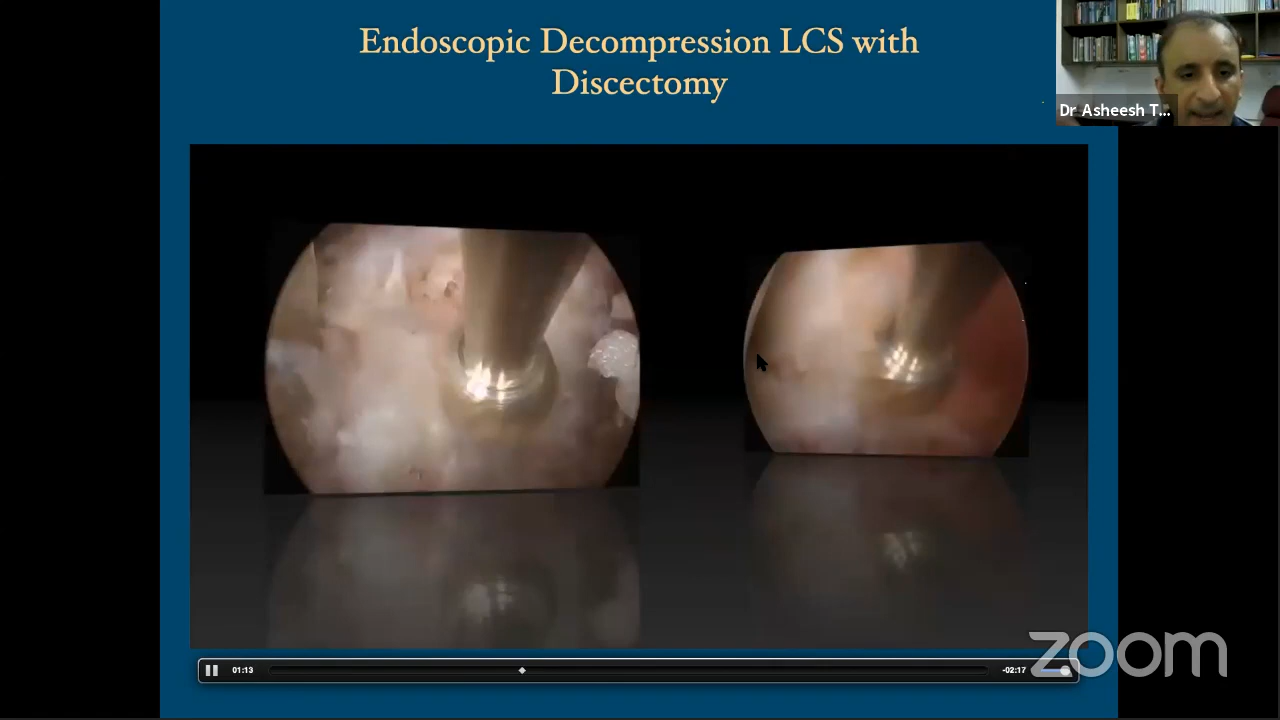 Endoscopic Decompression LCS with
Discectomy
Dr Asheesh T...
01:13
-02:17
zoom